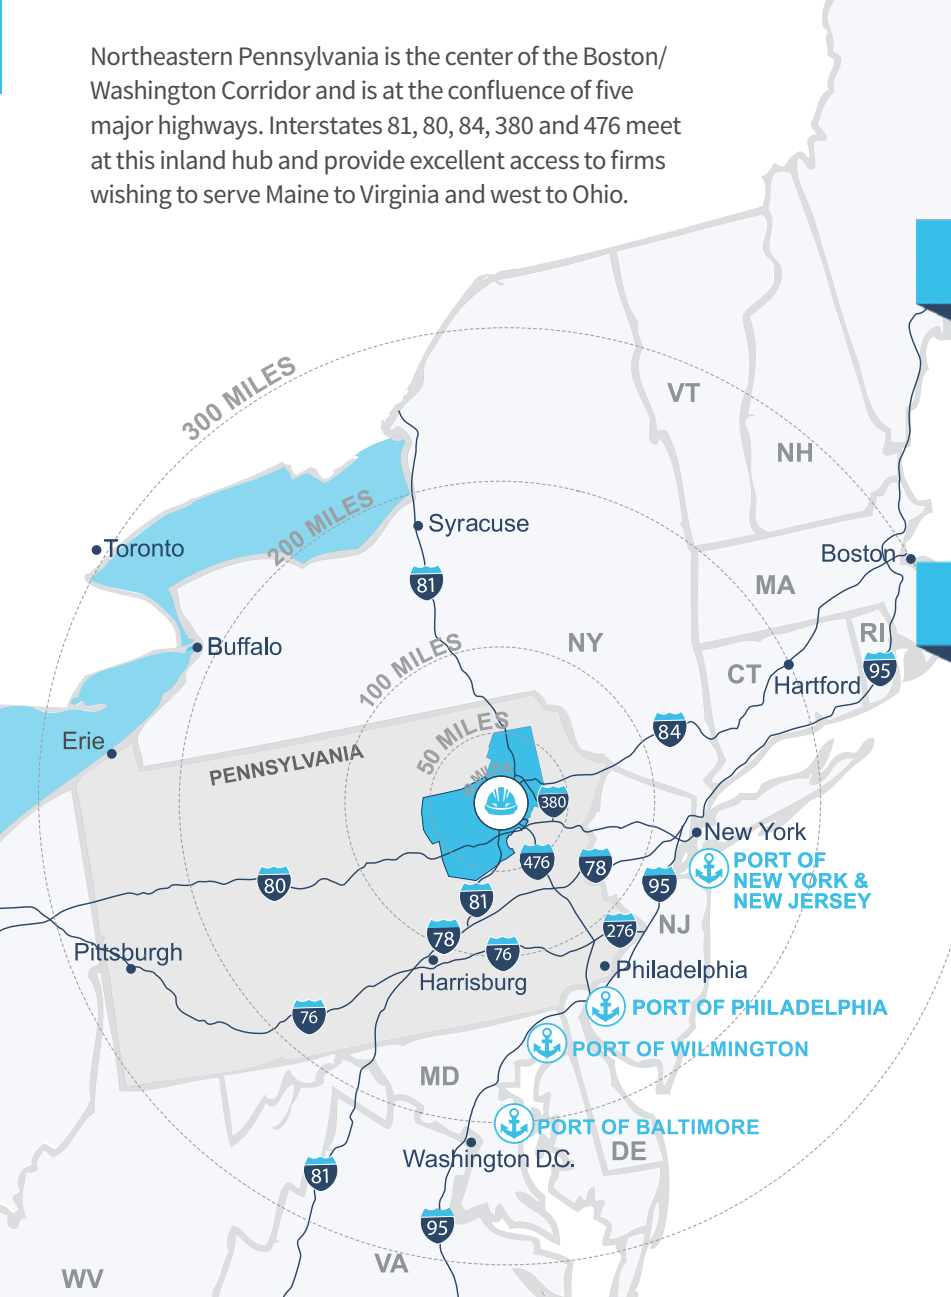 Northeastern Pennsylvania is the center of the Boston/
Washington Corridor and is at the confluence of five
major highways. Interstates 81, 80, 84, 380 and 476 meet
at this inland hub and provide excellent access to firms
wishing to serve Maine to Virginia and west to Ohio.
300 MILES
VT
NH
200 MILES
Syracuse
Toronto
Boston
81
MA
RI
NY
Buffalo
100 MILES
CT
95
Hartford
50 MILES
84
Erie
PENNSYLVANIA
MILES
380
New York
476
78
PORT OF
NEW YORK &
NEW JERSEY
80
95
81
NJ
78
276
76
Pittsburgh
Philadelphia
Harrisburg
PORT OF PHILADELPHIA
76
PORT OF WILMINGTON
MD
PORT OF BALTIMORE
DE
Washington D.C.
81
95
VA
WV